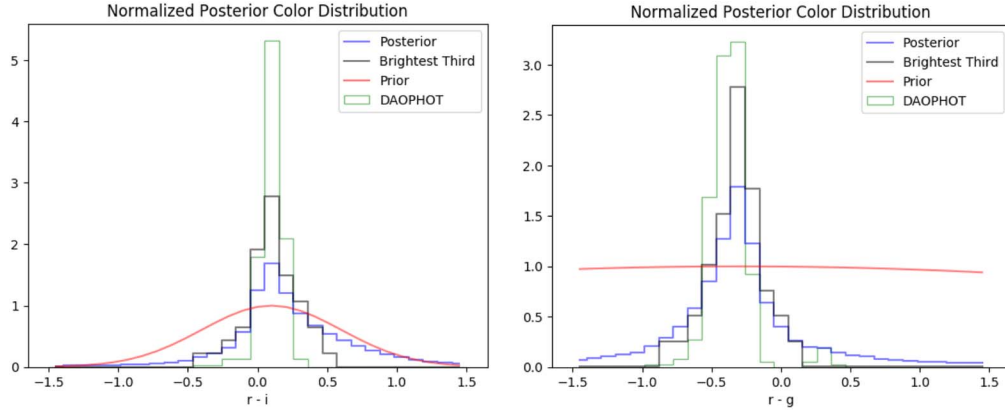 Normalized Posterior Color Distribution
Posterior
Brightest Third
Prior
DAOPHOT
5
4
3
2
1
0
−1.5 −1.0 −0.5 0.0 0.5 1.0 1.5
r - i
Normalized Posterior Color Distribution
Posterior
Brightest Third
Prior
DAOPHOT
3.0
2.5
2.0
1.5
1.0
0.5
0.0
−1.5 −1.0 −0.5 0.0 0.5 1.0 1.5
r - g